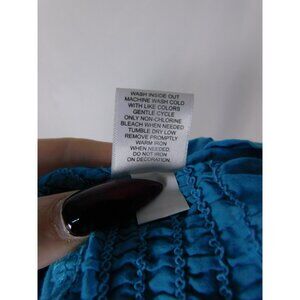 WASH INSIDE OUT
MACHINE WASH COLD
WITH LIKE COLORS
GENTLE CYCLE
ONLY NON-CHLORINE
BLEACH WHEN NEEDED
TUMBLE DRY LOW
REMOVE PROMPTLY
WARM IRON
WHEN NEEDED.
DO NOT IRON
ON DECORATION.